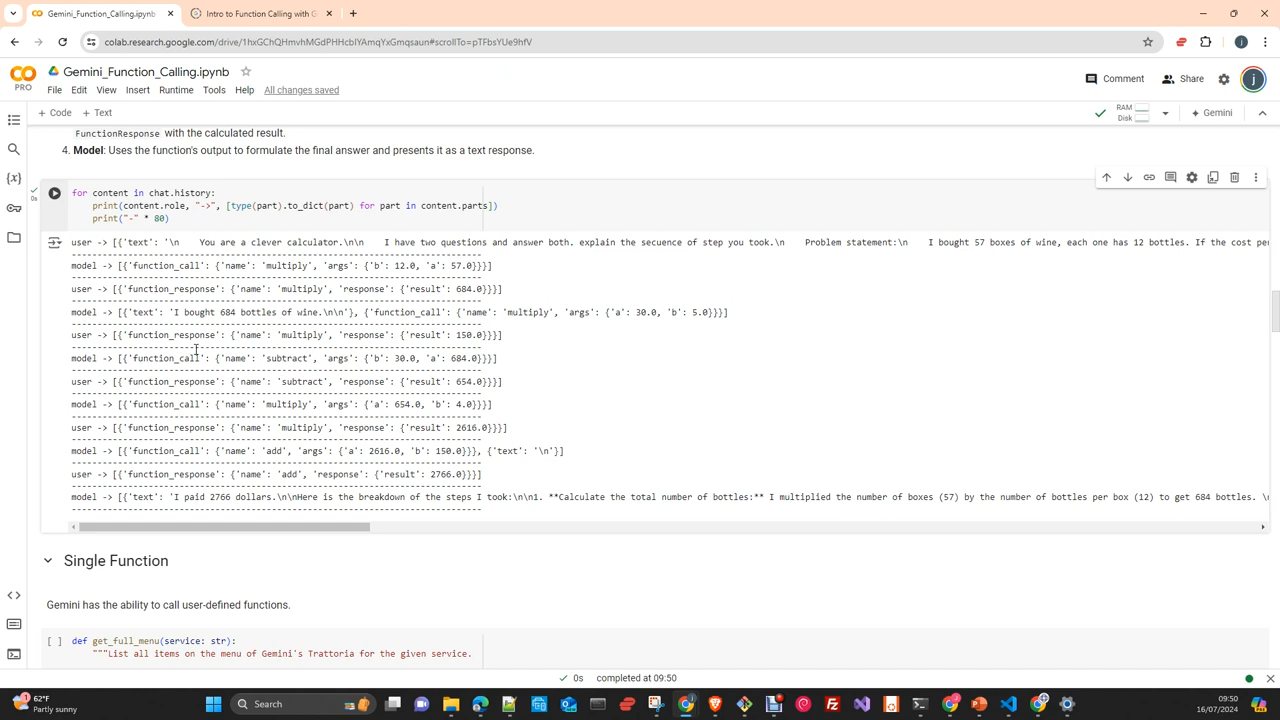 Gemini_Function_Calling.ipynb
Intro to Function Calling with G
colab.research.google.com/drive/1hxGChQHmvhMGdPHHcblYAmqYxGmqsaun#scrollTo=pTFbsYUe9hfV
Gemini_Function_Calling.ipynb
Comment
Share
PRO
File Edit View Insert Runtime Tools Help All changes saved
+ Code + Text
RAM
Disk
Gemini
FunctionResponse with the calculated result.
4. Model: Uses the function's output to formulate the final answer and presents it as a text response.
0s
for content in chat.history:
print(content.role, "->", [type(part).to_dict(part) for part in content.parts])
print("-" * 80)
user -> [{'text': '\n    You are a clever calculator.\n\n    I have two questions and answer both. explain the secuence of step you took.\n    Problem statement:\n    I bought 57 boxes of wine, each one has 12 bottles. If the cost per
--------------------------------------------------------------------------------
model -> [{'function_call': {'name': 'multiply', 'args': {'b': 12.0, 'a': 57.0}}}]
--------------------------------------------------------------------------------
user -> [{'function_response': {'name': 'multiply', 'response': {'result': 684.0}}}]
--------------------------------------------------------------------------------
model -> [{'text': 'I bought 684 bottles of wine.\n\n'}, {'function_call': {'name': 'multiply', 'args': {'a': 30.0, 'b': 5.0}}}]
--------------------------------------------------------------------------------
user -> [{'function_response': {'name': 'multiply', 'response': {'result': 150.0}}}]
--------------------------------------------------------------------------------
model -> [{'function_call': {'name': 'subtract', 'args': {'b': 30.0, 'a': 684.0}}}]
--------------------------------------------------------------------------------
user -> [{'function_response': {'name': 'subtract', 'response': {'result': 654.0}}}]
--------------------------------------------------------------------------------
model -> [{'function_call': {'name': 'multiply', 'args': {'a': 654.0, 'b': 4.0}}}]
--------------------------------------------------------------------------------
user -> [{'function_response': {'name': 'multiply', 'response': {'result': 2616.0}}}]
--------------------------------------------------------------------------------
model -> [{'function_call': {'name': 'add', 'args': {'a': 2616.0, 'b': 150.0}}}, {'text': '\n'}]
--------------------------------------------------------------------------------
user -> [{'function_response': {'name': 'add', 'response': {'result': 2766.0}}}]
--------------------------------------------------------------------------------
model -> [{'text': 'I paid 2766 dollars.\n\nHere is the breakdown of the steps I took:\n\n1. **Calculate the total number of bottles:** I multiplied the number of boxes (57) by the number of bottles per box (12) to get 684 bottles. \
--------------------------------------------------------------------------------
Single Function
Gemini has the ability to call user-defined functions.
[ ] def get_full_menu(service: str):
"""List all items on the menu of Gemini's Trattoria for the given service.
0s completed at 09:50
62°F
Partly sunny
Search
09:50
16/07/2024